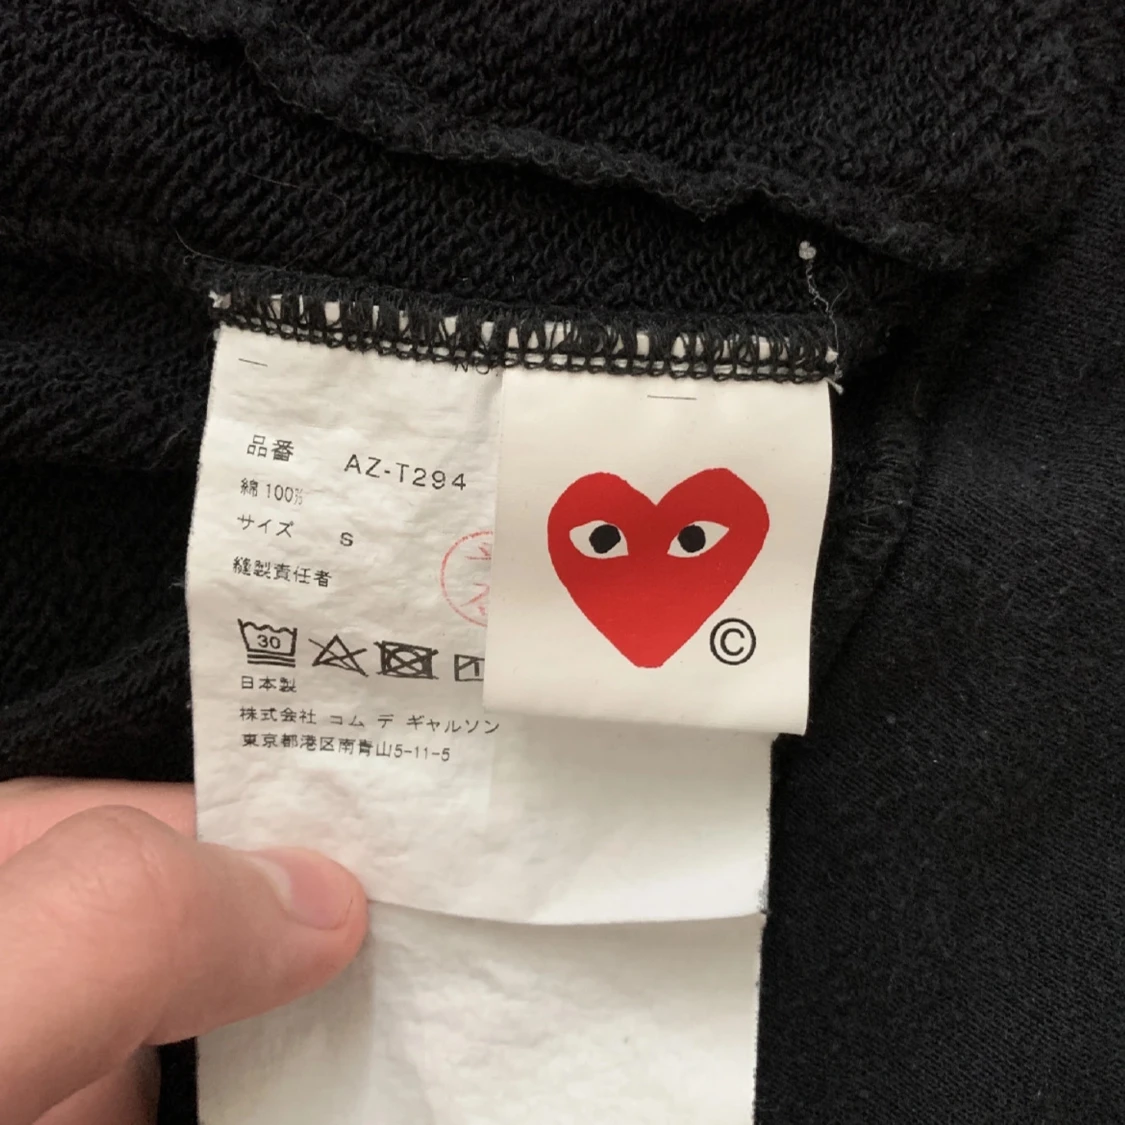 品番 AZ-T294
綿 100%
サイズ S
縫製責任者
30
日本製
株式会社 コム デ ギャルソン
東京都港区南青山5-11-5
©